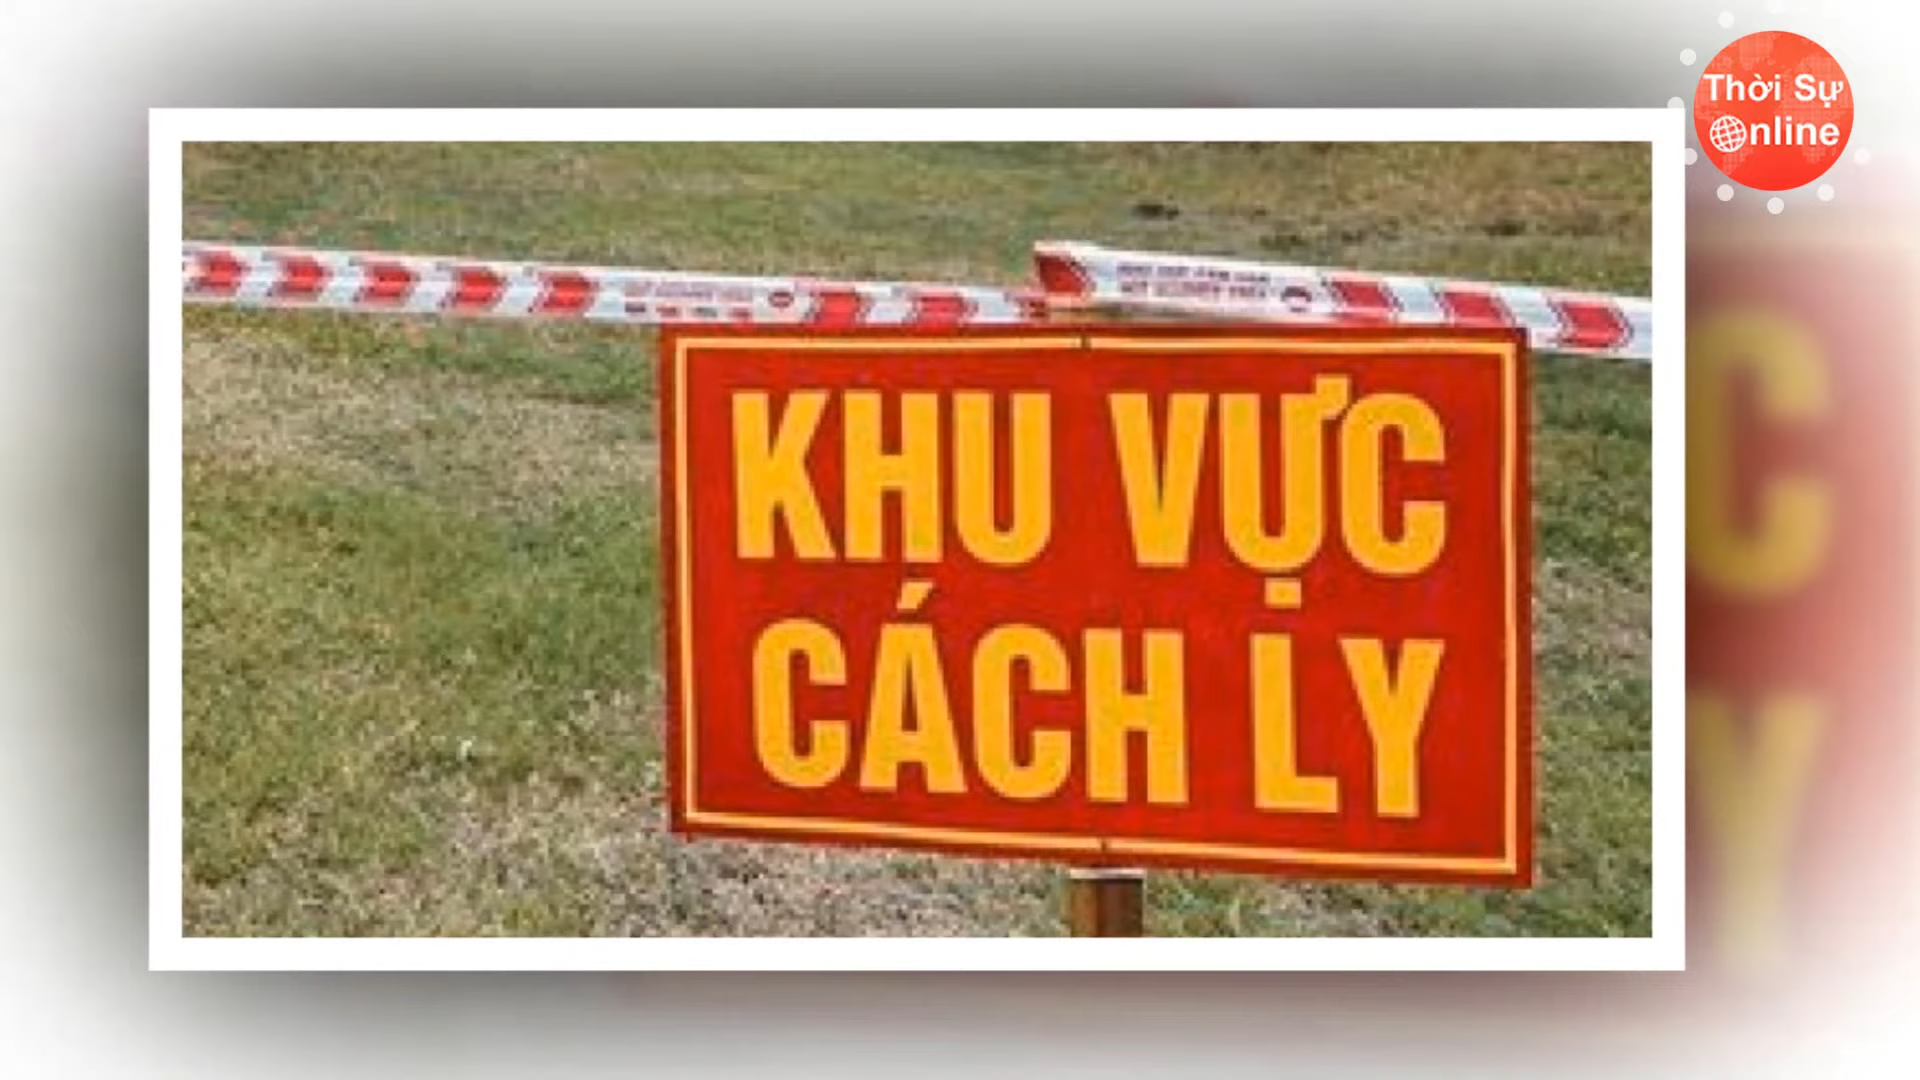 Thời Sự
Online
KHU VỰC
CÁCH LY